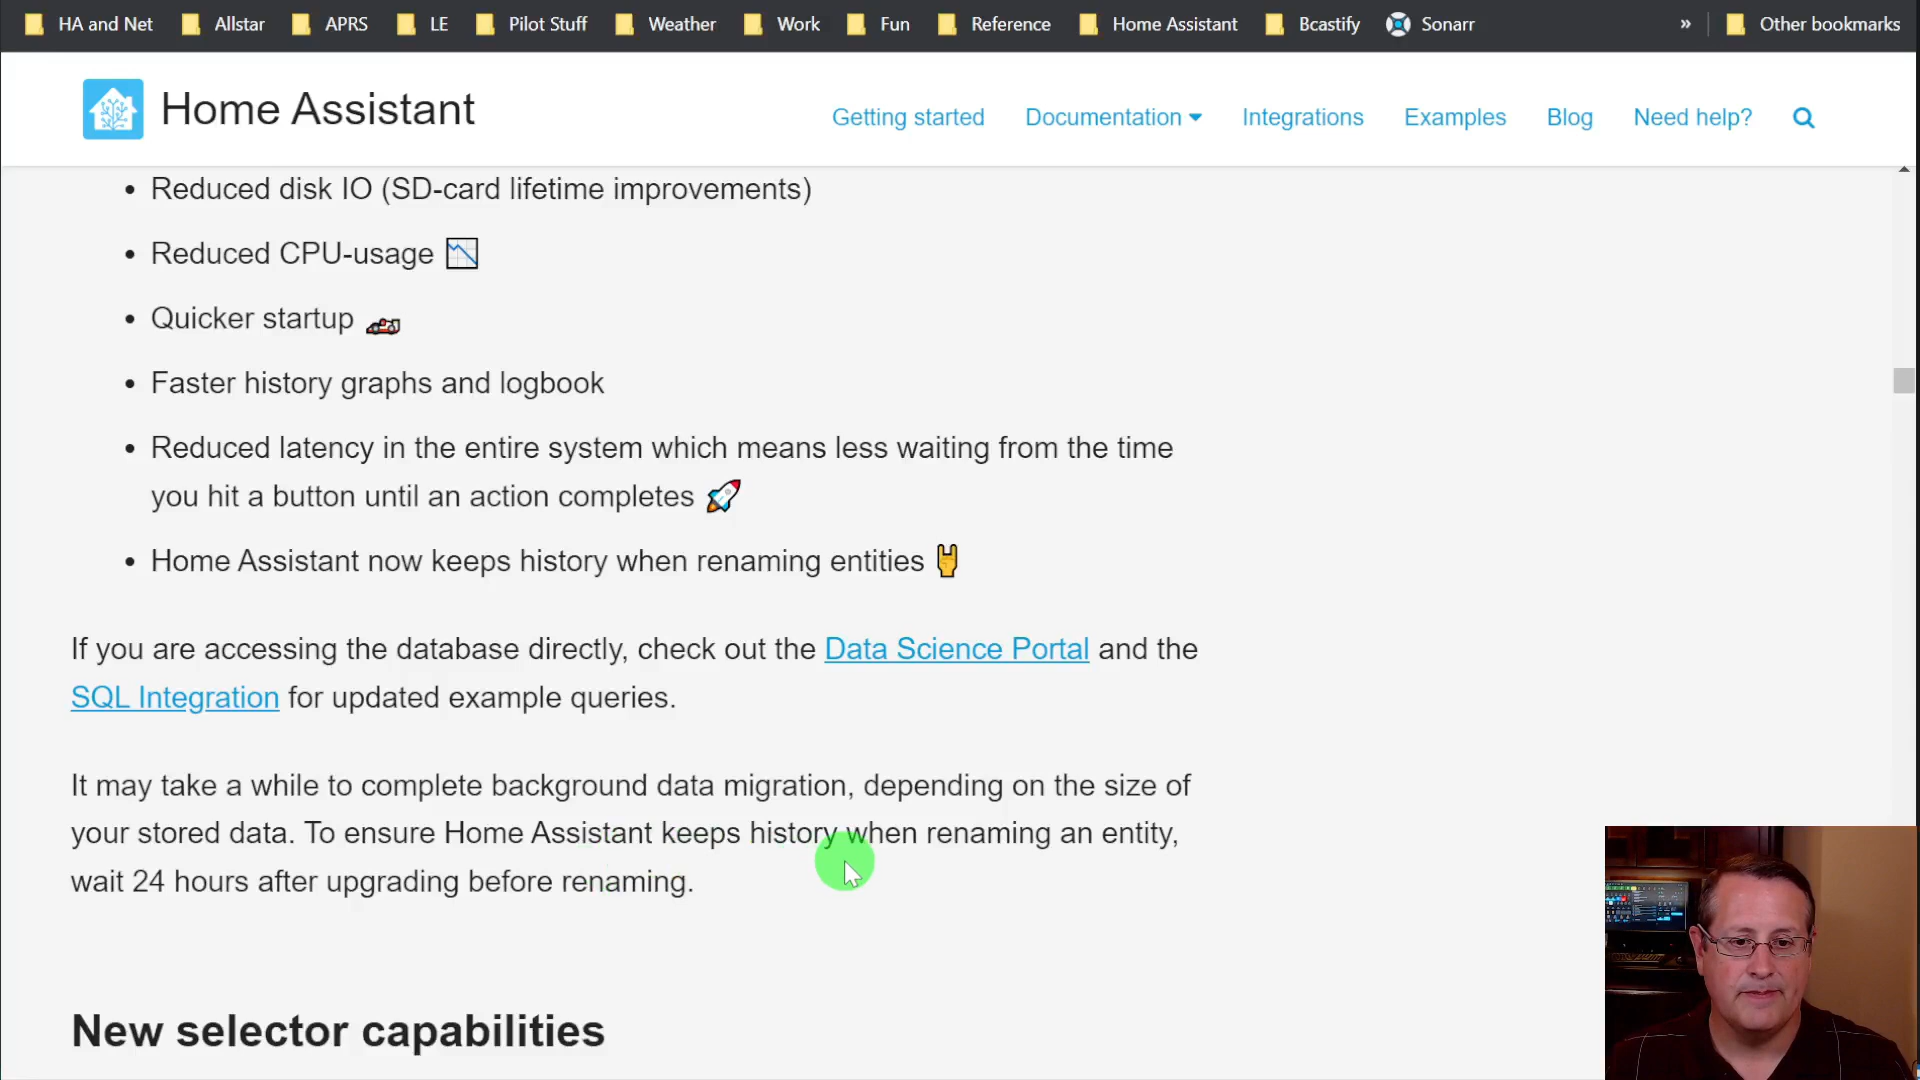 HA and Net Allstar APRS LE Pilot Stuff Weather Work Fun Reference Home Assistant Bcastify Sonarr » Other bookmarks
Home Assistant
Getting started Documentation Integrations Examples Blog Need help?
• Reduced disk IO (SD-card lifetime improvements)
• Reduced CPU-usage 📉
• Quicker startup 🏎️
• Faster history graphs and logbook
• Reduced latency in the entire system which means less waiting from the time
you hit a button until an action completes 🚀
• Home Assistant now keeps history when renaming entities 🤘
If you are accessing the database directly, check out the Data Science Portal and the
SQL Integration for updated example queries.
It may take a while to complete background data migration, depending on the size of
your stored data. To ensure Home Assistant keeps history when renaming an entity,
wait 24 hours after upgrading before renaming.
New selector capabilities